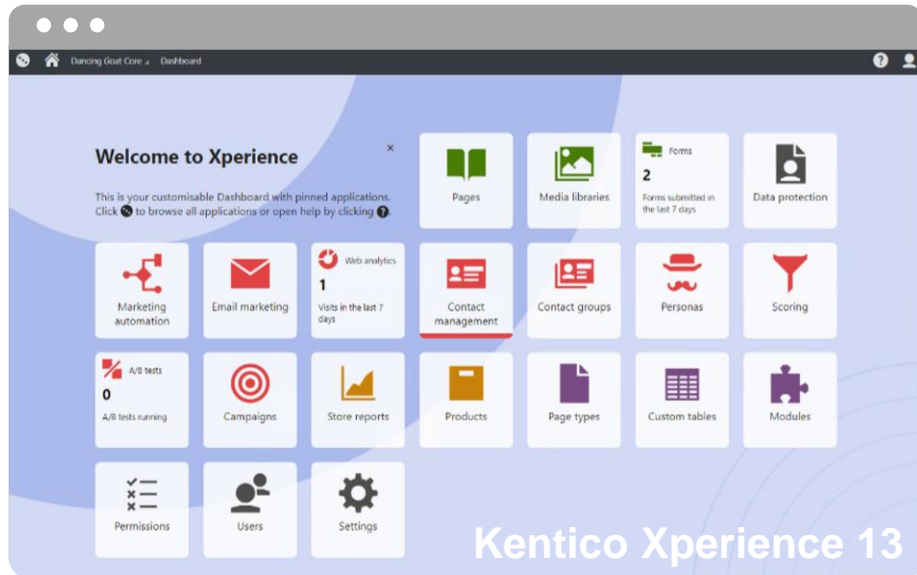 Dancing Goat Core Dashboard
Welcome to Xperience
×
This is your customisable Dashboard with pinned applications.
Click to browse all applications or open help by clicking ?.
Pages
Media libraries
Forms
2
Forms submitted in
the last 7 days
Data protection
Marketing
automation
Email marketing
Web analytics
1
Visits in the last 7
days
Contact
management
Contact groups
Personas
Scoring
A/B tests
0
A/B tests running
Campaigns
Store reports
Products
Page types
Custom tables
Modules
Permissions
Users
Settings
Kentico Xperience 13